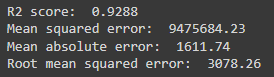 R2 score:  0.9288
Mean squared error:  9475684.23
Mean absolute error:  1611.74
Root mean squared error:  3078.26